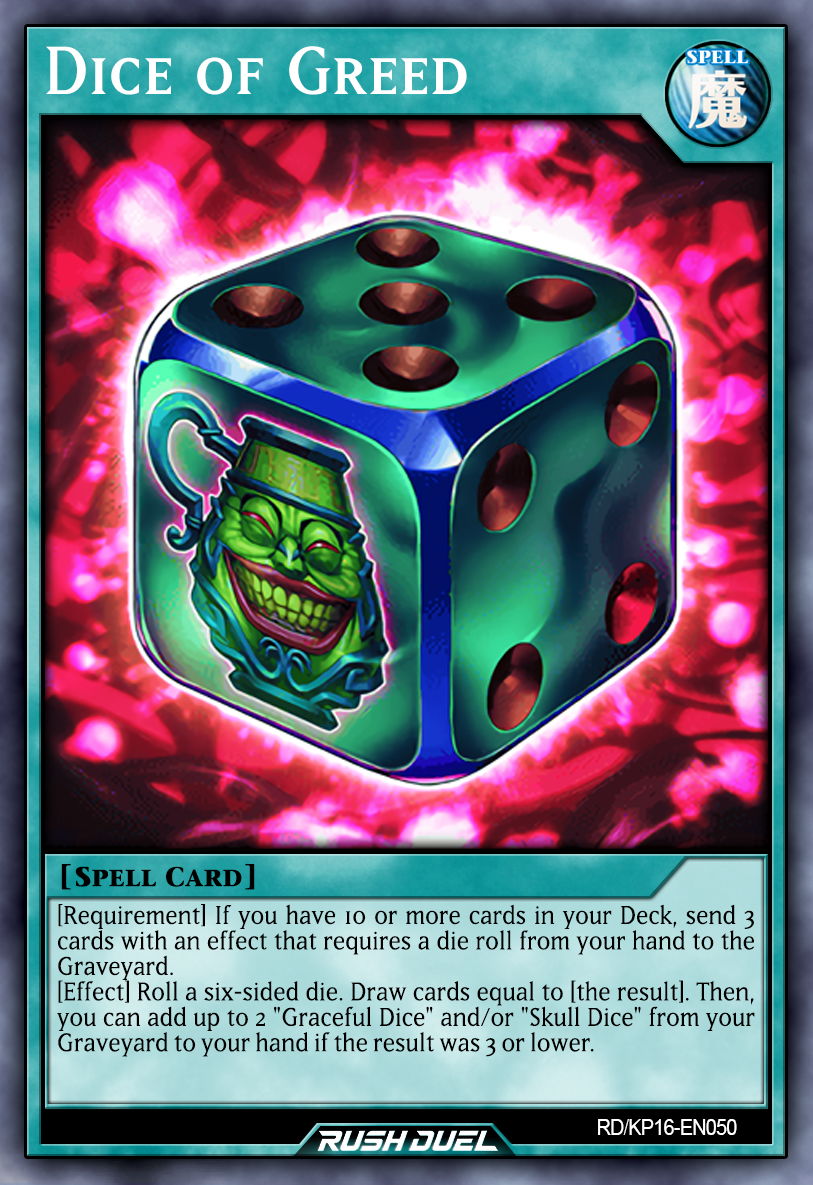 Dice of Greed
SPELL
魔
[Spell Card]
[Requirement] If you have 10 or more cards in your Deck, send 3
cards with an effect that requires a die roll from your hand to the
Graveyard.
[Effect] Roll a six-sided die. Draw cards equal to [the result]. Then,
you can add up to 2 "Graceful Dice" and/or "Skull Dice" from your
Graveyard to your hand if the result was 3 or lower.
RD/KP16-EN050
RUSH DUEL